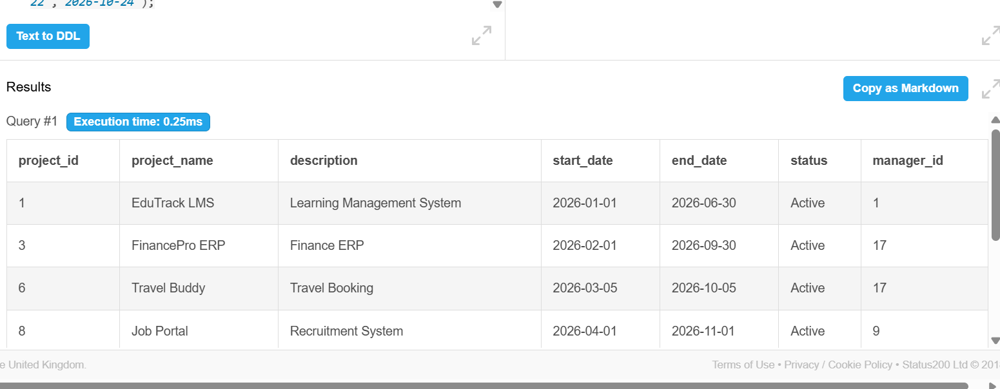 22', '2026-10-24');
Text to DDL
Results
Copy as Markdown
Query #1 Execution time: 0.25ms
project_id project_name description start_date end_date status manager_id
1 EduTrack LMS Learning Management System 2026-01-01 2026-06-30 Active 1
3 FinancePro ERP Finance ERP 2026-02-01 2026-09-30 Active 17
6 Travel Buddy Travel Booking 2026-03-05 2026-10-05 Active 17
8 Job Portal Recruitment System 2026-04-01 2026-11-01 Active 9
e United Kingdom. Terms of Use • Privacy / Cookie Policy • Status200 Ltd © 201